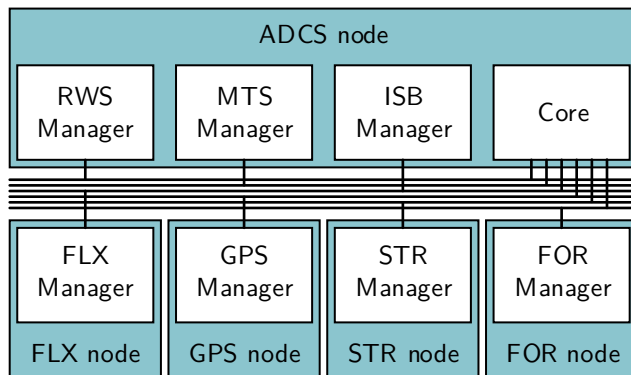 ADCS node
RWS
Manager
MTS
Manager
ISB
Manager
Core
FLX
Manager
GPS
Manager
STR
Manager
FOR
Manager
FLX node
GPS node
STR node
FOR node